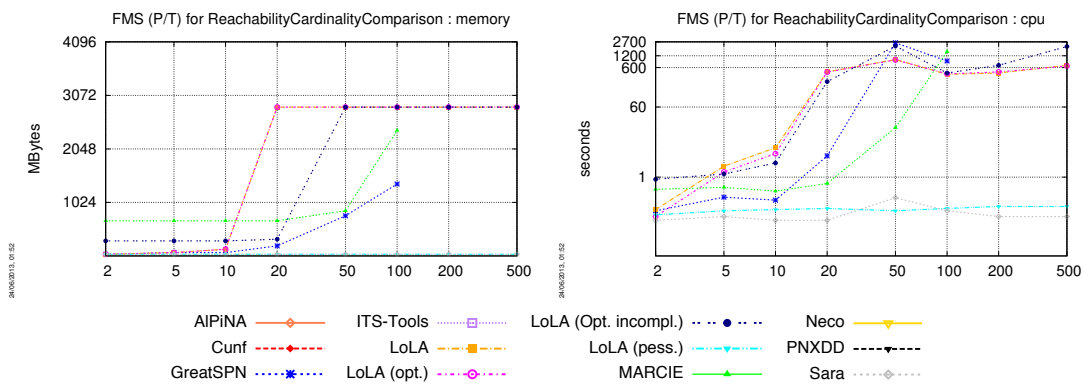 FMS (P/T) for ReachabilityCardinalityComparison : memory
4096
3072
2048
1024
MBytes
2 5 10 20 50 100 200 500
24/06/2013, 01:52
FMS (P/T) for ReachabilityCardinalityComparison : cpu
2700
1200
600
60
1
seconds
2 5 10 20 50 100 200 500
24/06/2013, 01:52
AlPiNA ITS-Tools LoLA (Opt. incompl.) Neco
Cunf LoLA LoLA (pess.) PNXDD
GreatSPN LoLA (opt.) MARCIE Sara